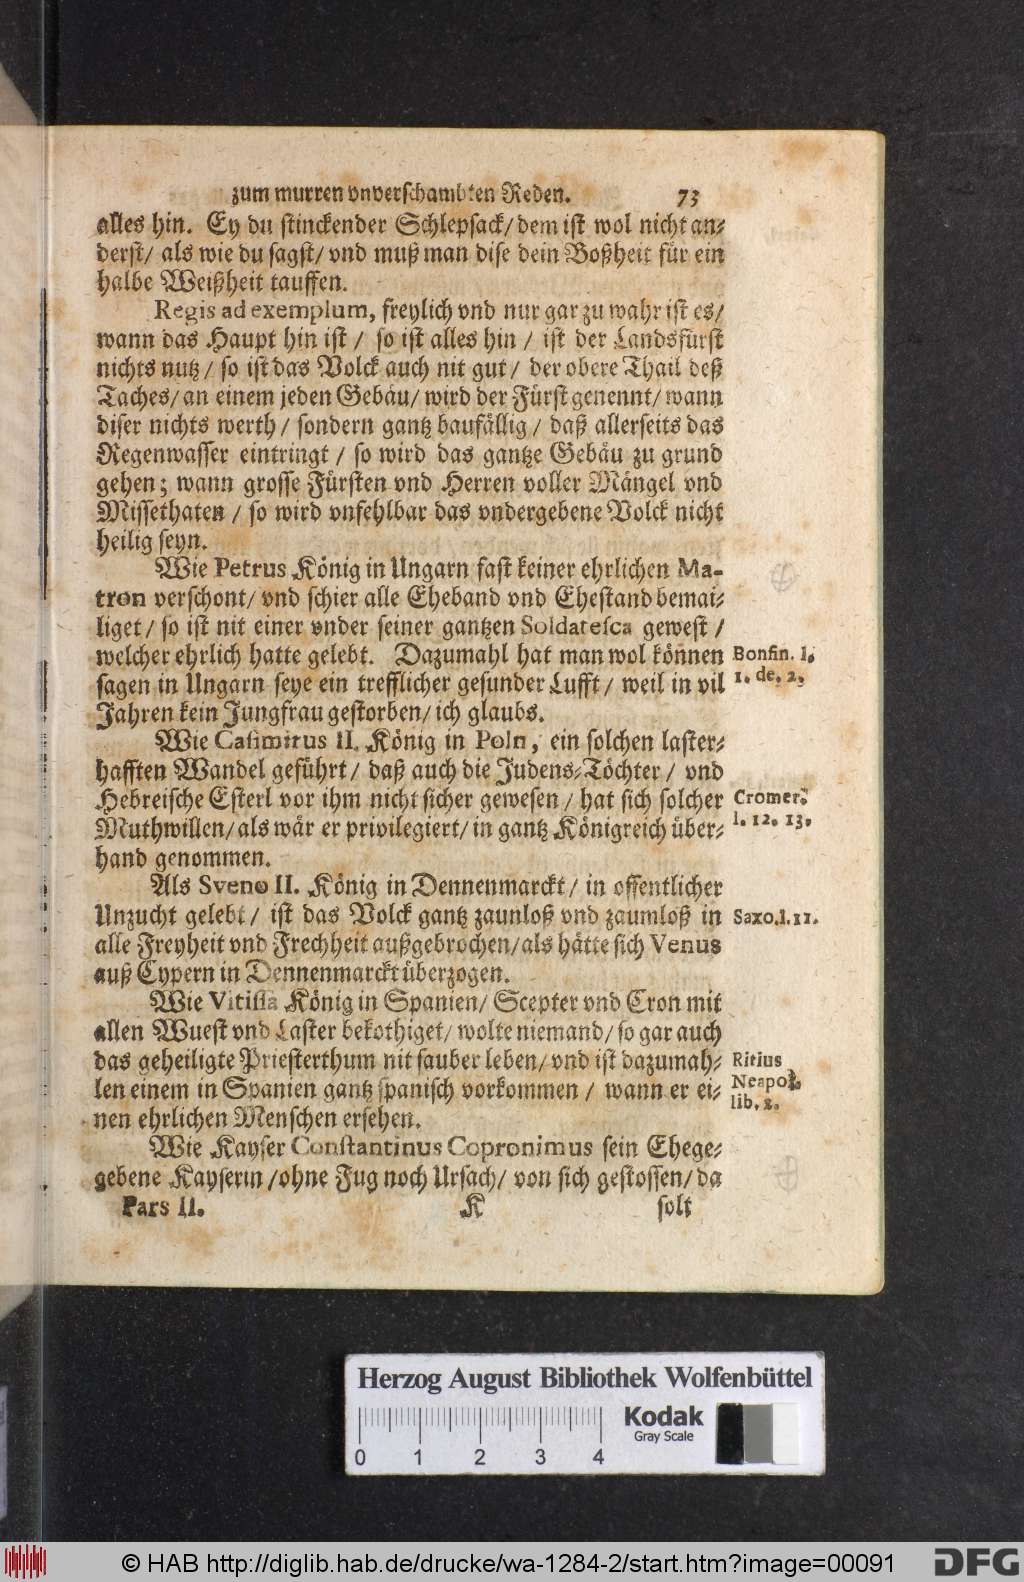 zum murren vnverschambten Reden. 73
alles hin. Ey du stinckender Schlepsack/ dem ist wol nicht an-
derst/ als wie du sagst/ vnd muß man dise dein Boßheit für ein
halbe Weißheit tauffen.
Regis ad exemplum, freylich vnd nur gar zu wahr ist es/
wann das Haupt hin ist / so ist alles hin / ist der Landsfürst
nichts nutz / so ist das Volck auch nit gut / der obere Thail deß
Taches/ an einem jeden Gebäu/ wird der Fürst genennt/ wann
diser nichts werth / sondern gantz baufällig / daß allerseits das
Regenwasser eintringt / so wird das gantze Gebäu zu grund
gehen; wann grosse Fürsten vnd Herren voller Mängel vnd
Missethaten / so wird vnfehlbar das vndergebene Volck nicht
heilig seyn.
Wie Petrus König in Ungarn fast keiner ehrlichen Ma-
tron verschont/ vnd schier alle Eheband vnd Ehestand bemai-
liget / so ist nit einer vnder seiner gantzen Soldatesca gewest /
welcher ehrlich hatte gelebt. Dazumahl hat man wol können
sagen in Ungarn seye ein trefflicher gesunder Lufft / weil in vil
Jahren kein Jungfrau gestorben/ ich glaubs.
Bonfin. l.
1. de. 2.
Wie Casimirus II. König in Poln, ein solchen laster-
hafften Wandel geführt / daß auch die Judens-Töchter / vnd
Hebreische Esterl vor ihm nicht sicher gewesen / hat sich solcher
Muthwillen/ als wär er privilegiert/ in gantz Königreich über-
hand genommen.
Cromer.
l. 12. 13.
Als Sveno II. König in Dennenmarckt / in offentlicher
Unzucht gelebt / ist das Volck gantz zaunloß vnd zaumloß in
alle Freyheit vnd Frechheit außgebrochen/ als hätte sich Venus
auß Cypern in Dennenmarckt überzogen.
Saxo. l. 11.
Wie Vitissa König in Spanien/ Scepter vnd Cron mit
allen Wuest vnd Laster bekothiget/ wolte niemand/ so gar auch
das geheiligte Priesterthum nit sauber leben/ vnd ist dazumah-
len einem in Spanien gantz spanisch vorkommen / wann er ei-
nen ehrlichen Menschen ersehen.
Ritius
Neapol.
lib. 2.
Wie Kayser Constantinus Copronimus sein Ehege-
gebene Kayserin / ohne Fug noch Ursach/ von sich gestossen/ da
Pars II. K solt
Herzog August Bibliothek Wolfenbüttel
0 1 2 3 4
Kodak
Gray Scale
© HAB http://diglib.hab.de/drucke/wa-1284-2/start.htm?image=00091
DFG